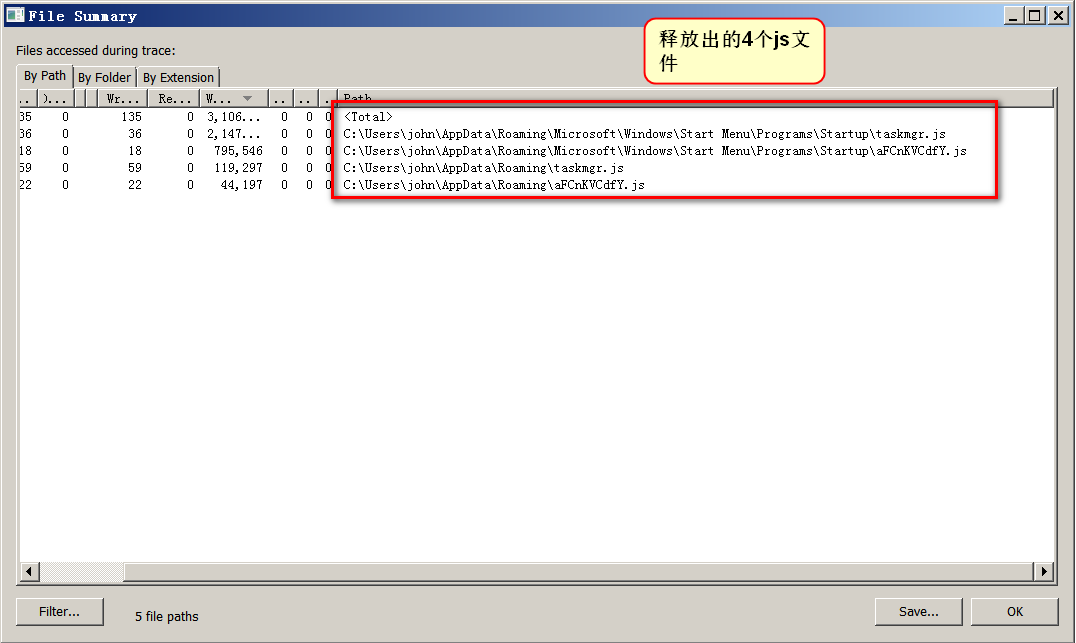 File Summary
释放出的4个js文
件
Files accessed during trace:
By Path By Folder By Extension
.. )... Wr... Re... W... .. .. . Path
35 0 135 0 3,106... 0 0 0 <Total>
36 0 36 0 2,147... 0 0 0 C:\Users\john\AppData\Roaming\Microsoft\Windows\Start Menu\Programs\Startup\taskmgr.js
18 0 18 0 795,546 0 0 0 C:\Users\john\AppData\Roaming\Microsoft\Windows\Start Menu\Programs\Startup\aFCnKVCdfY.js
59 0 59 0 119,297 0 0 0 C:\Users\john\AppData\Roaming\taskmgr.js
22 0 22 0 44,197 0 0 0 C:\Users\john\AppData\Roaming\aFCnKVCdfY.js
Filter... 5 file paths Save... OK